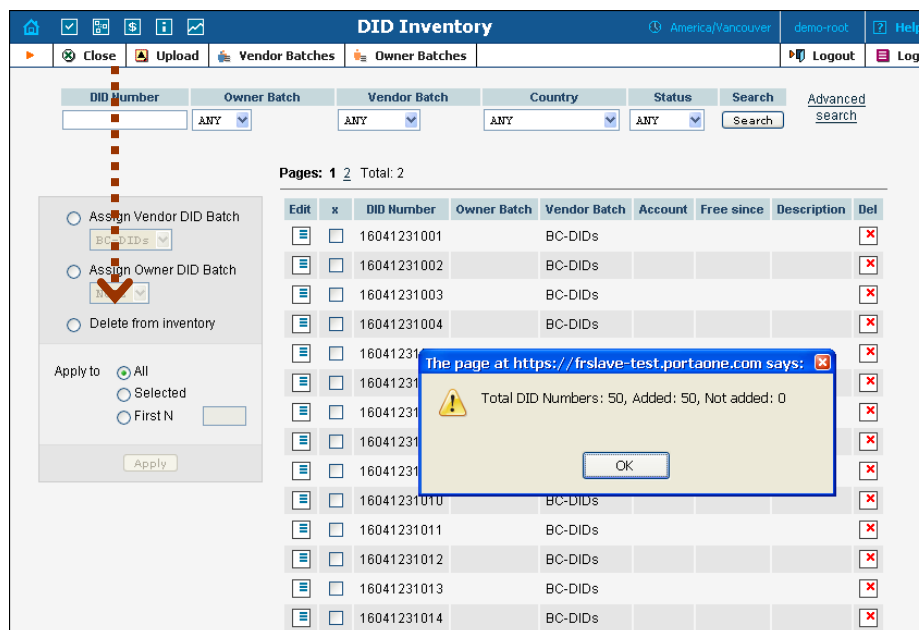 DID Inventory America/Vancouver demo-root ? Help
Close Upload Vendor Batches Owner Batches Logout Log
DID Number Owner Batch Vendor Batch Country Status Search Advanced search
ANY ANY ANY ANY Search
Pages: 1 2 Total: 2
Edit x DID Number Owner Batch Vendor Batch Account Free since Description Del
Assign Vendor DID Batch
BC-DIDs
Assign Owner DID Batch
Delete from inventory
Apply to All
Selected
First N
Apply
16041231001 BC-DIDs
16041231002 BC-DIDs
16041231003 BC-DIDs
16041231004 BC-DIDs
16041231
16041231
16041231
16041231
16041231
16041231010 BC-DIDs
16041231011 BC-DIDs
16041231012 BC-DIDs
16041231013 BC-DIDs
16041231014 BC-DIDs
The page at https://frslave-test.portaone.com says:
Total DID Numbers: 50, Added: 50, Not added: 0
OK